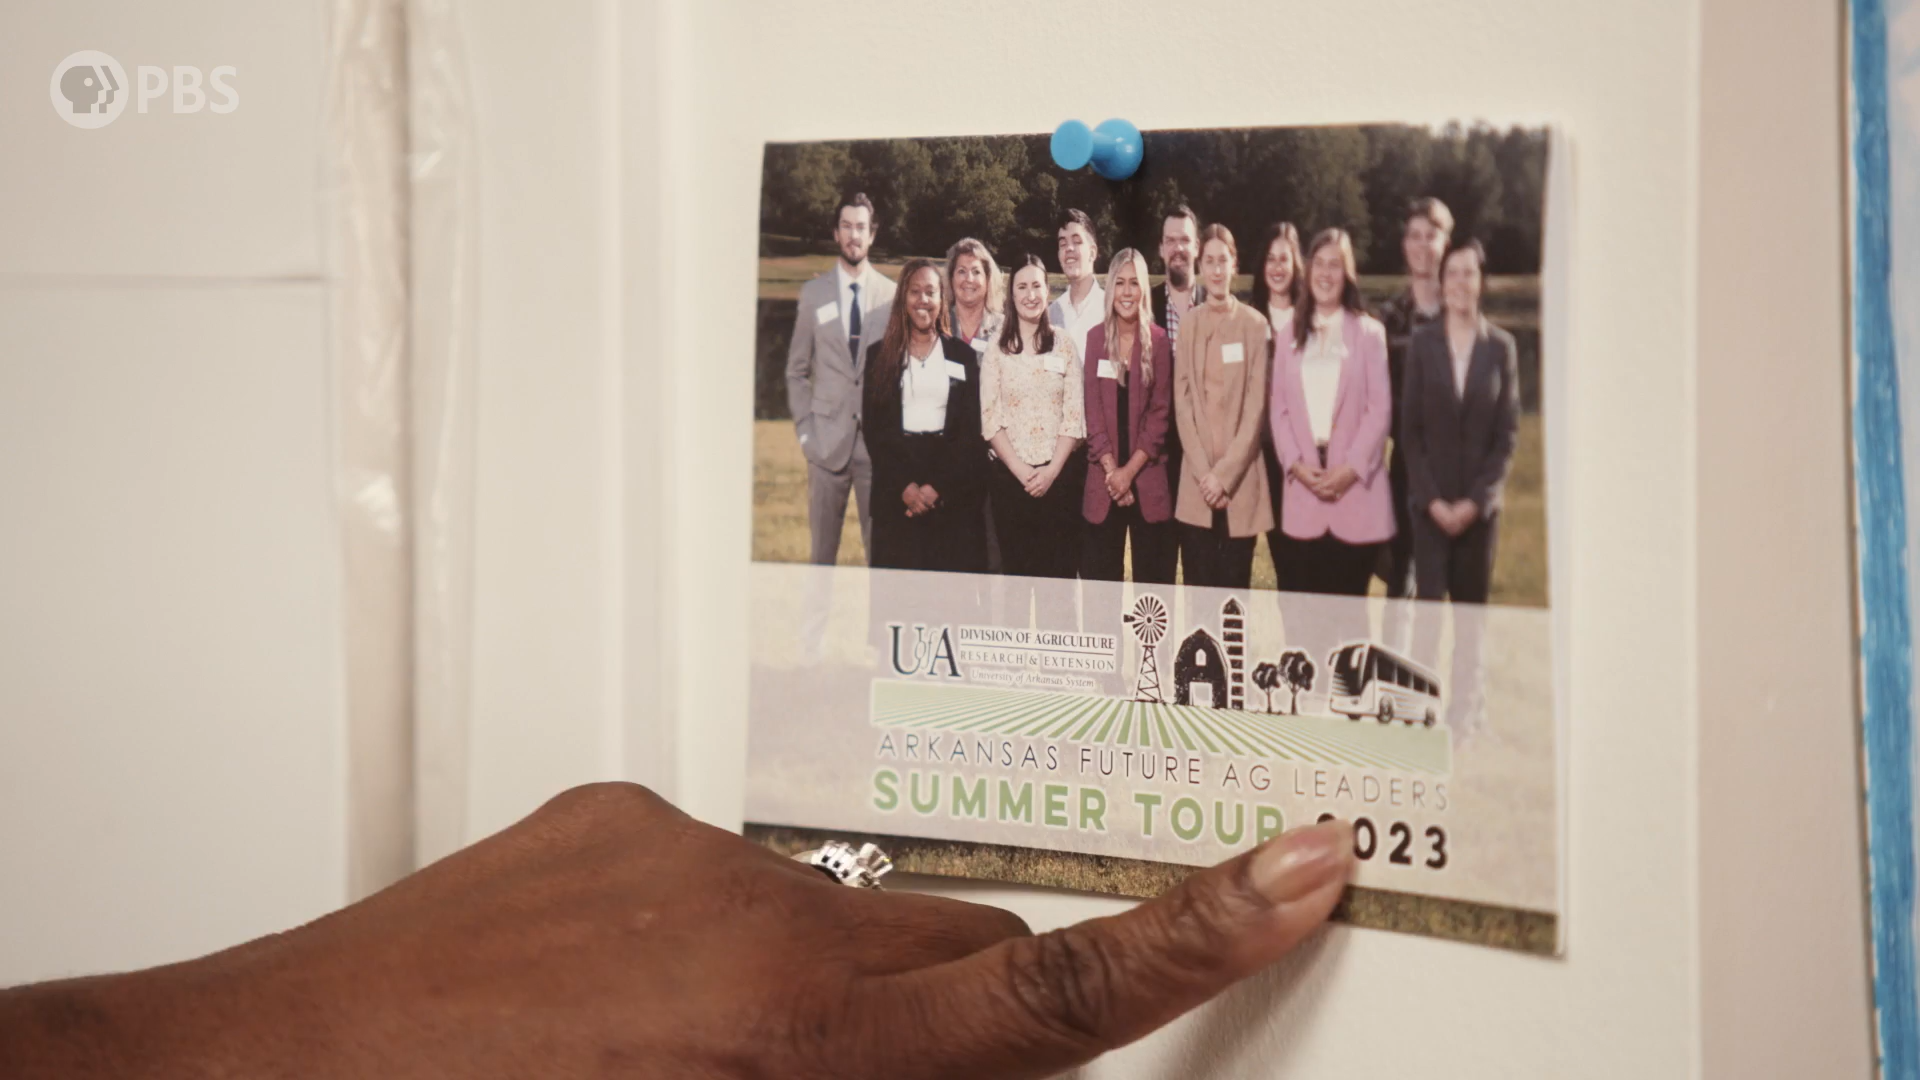 PBS
UofA
DIVISION OF AGRICULTURE
RESEARCH & EXTENSION
University of Arkansas System
ARKANSAS FUTURE AG LEADERS
SUMMER TOUR 2023